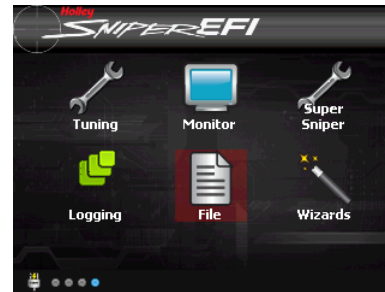 Holley
SNIPER EFI
Tuning
Monitor
Super
Sniper
Logging
File
Wizards